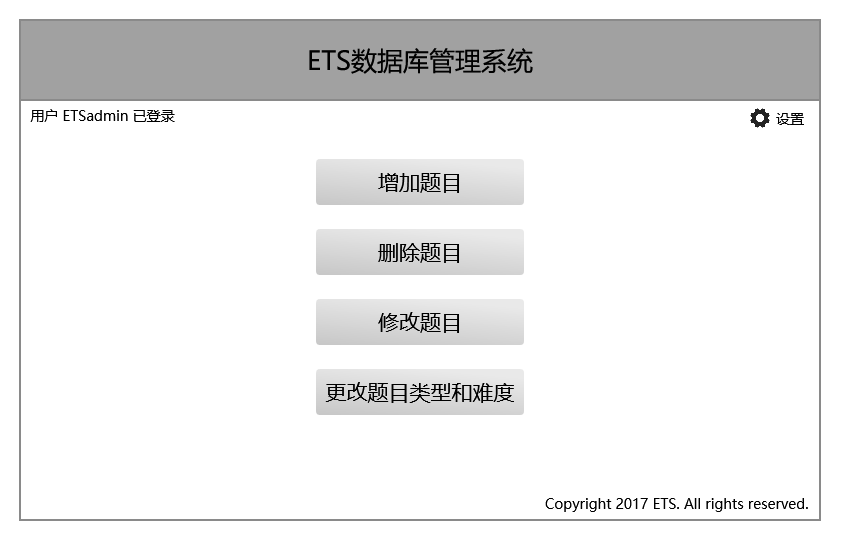 ETS数据库管理系统
用户 ETSadmin 已登录
设置
增加题目
删除题目
修改题目
更改题目类型和难度
Copyright 2017 ETS. All rights reserved.